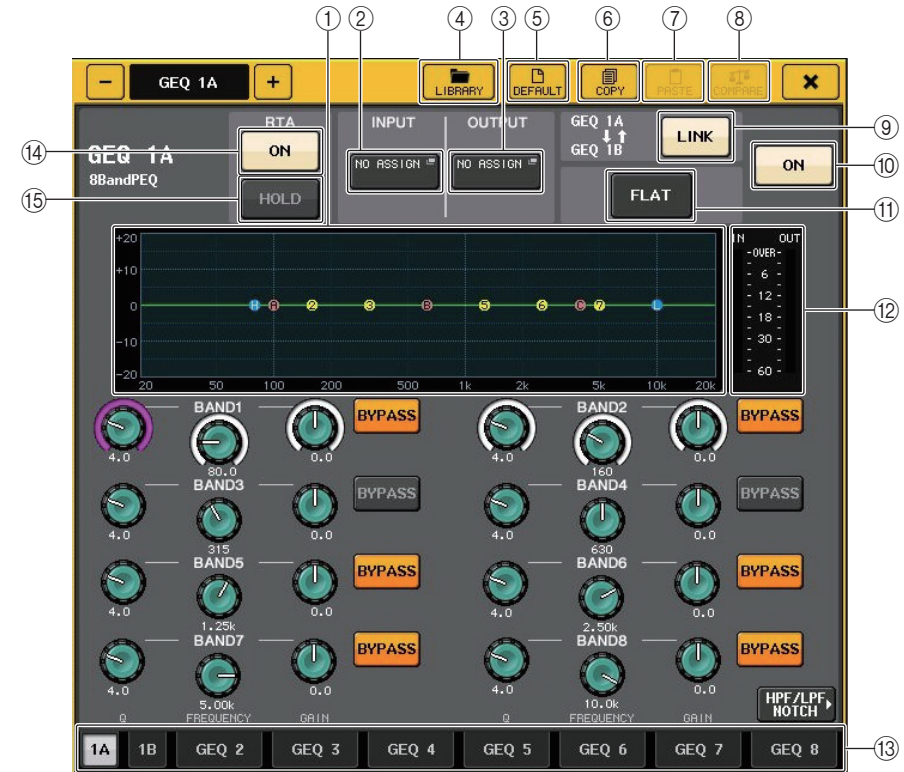 ① ② ④ ③ ⑤ ⑥ ⑦ ⑧
− GEQ 1A + LIBRARY DEFAULT COPY PASTE COMPARE ×
RTA INPUT OUTPUT GEQ 1A LINK ⑨
⑭ ON NO ASSIGN NO ASSIGN GEQ 1B
GEQ 1A
8BandPEQ
ON ⑩
⑮ HOLD FLAT ⑪
+20
+10
0
-10
-20
H A 2 3 B 5 6 C 7 L
20 50 100 200 500 1k 2k 5k 10k 20k
IN OUT
-OVER-
- 6 -
- 12 -
- 18 -
- 30 -
- 60 -
⑫
BAND1 BYPASS BAND2 BYPASS
4.0 80.0 0.0 4.0 160 0.0
BAND3 BYPASS BAND4 BYPASS
4.0 315 0.0 4.0 630 0.0
BAND5 BYPASS BAND6 BYPASS
4.0 1.25k 0.0 4.0 2.50k 0.0
BAND7 BYPASS BAND8 BYPASS
4.0 5.00k 0.0 4.0 10.0k 0.0
Q FREQUENCY GAIN Q FREQUENCY GAIN
HPF/LPF
NOTCH
1A 1B GEQ 2 GEQ 3 GEQ 4 GEQ 5 GEQ 6 GEQ 7 GEQ 8 ⑬